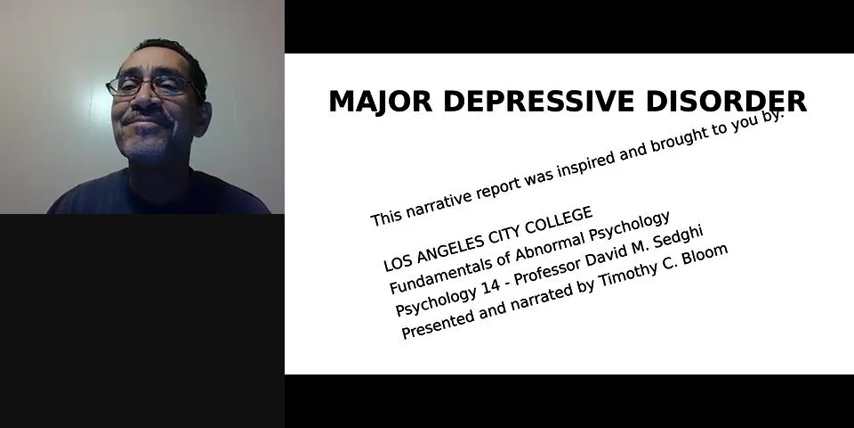 MAJOR DEPRESSIVE DISORDER
This narrative report was inspired and brought to you by:
LOS ANGELES CITY COLLEGE
Fundamentals of Abnormal Psychology
Psychology 14 - Professor David M. Sedghi
Presented and narrated by Timothy C. Bloom